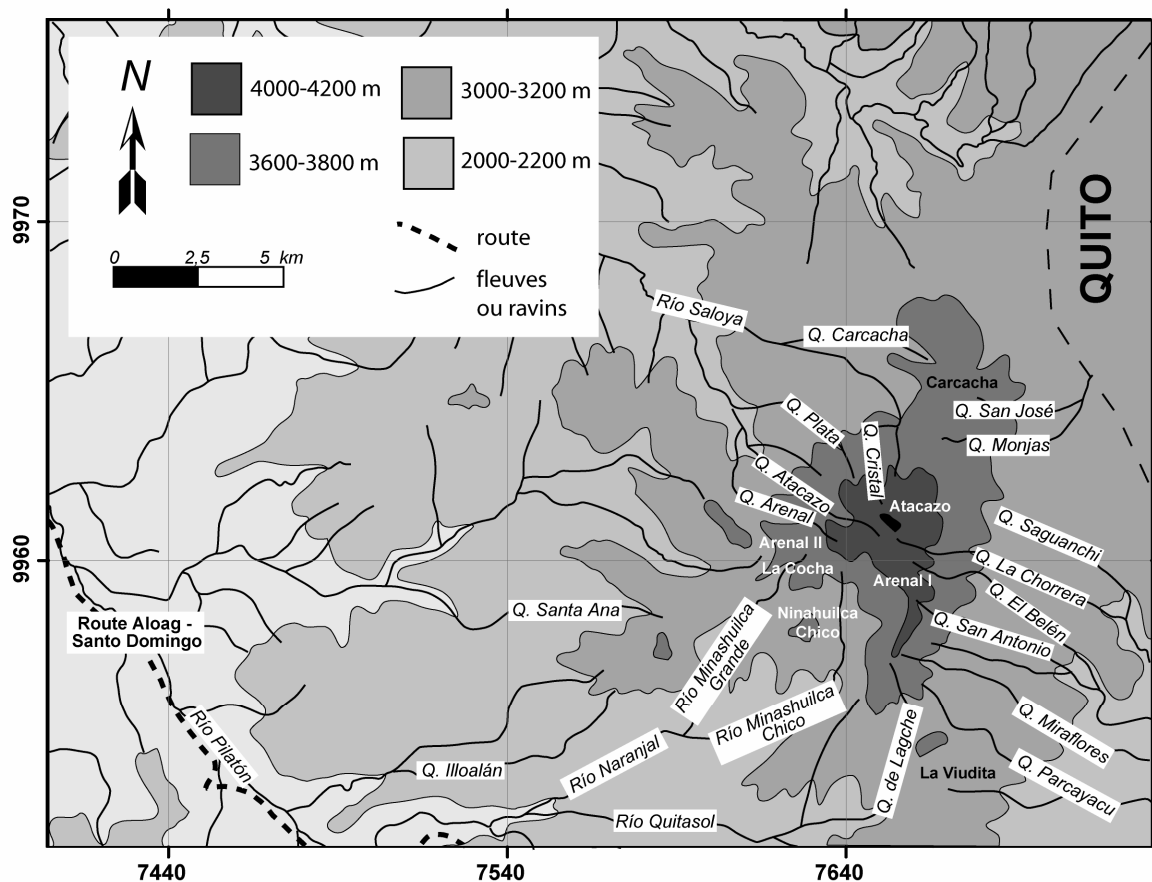 N
4000-4200 m
3000-3200 m
3600-3800 m
2000-2200 m
route
0 2,5 5 km
fleuves
ou ravins
9970
QUITO
Río Saloya
Q. Carcacha
Carcacha
Q. San José
Q. Plata
Q. Cristal
Q. Monjas
Q. Atacazo
Q. Arenal
Atacazo
Q. Saguanchi
Arenal II
9960
La Cocha
Arenal I
Q. La Chorrera
Q. El Belén
Q. Santa Ana
Ninahuilca
Chico
Q. San Antonio
Route Aloag -
Santo Domingo
Río Minashuilca
Grande
Río Pilatón
Río Minashuilca
Chico
Q. Miraflores
Río Naranjal
Q. de Lagche
Q. Illoalán
La Viudita
Q. Parcayacu
Río Quitasol
7440
7540
7640